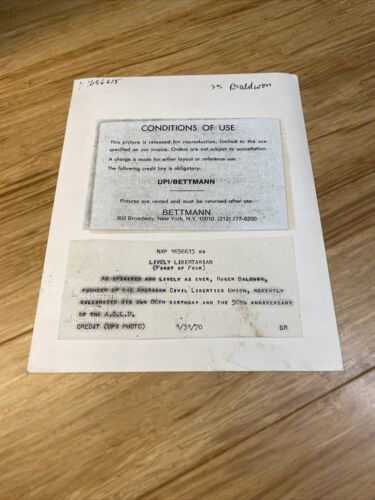 1656615
35 Baldwin
CONDITIONS OF USE
This picture is released for reproduction, limited to the use
specified on our invoice. Orders are not subject to cancellation.
A charge is made for either layout or reference use.
The following credit line is obligatory:
UPI/BETTMANN
Pictures are rented and must be returned after use.
BETTMANN
902 Broadway, New York, N.Y. 10010 (212) 777-6200
NXP 1656615
LIVELY LIBERTARIAN
(FIRST OF FOUR)
AS OPINIATED AND LIVELY AS EVER, ROGER BALDWIN,
FOUNDER OF THE AMERICAN CIVIL LIBERTIES UNION, RECENTLY
CELEBRATED HIS OWN 86TH BIRTHDAY AND THE 50TH ANNIVERSARY
OF THE A.C.L.U.
CREDIT (UPI PHOTO) 1/31/70 SR